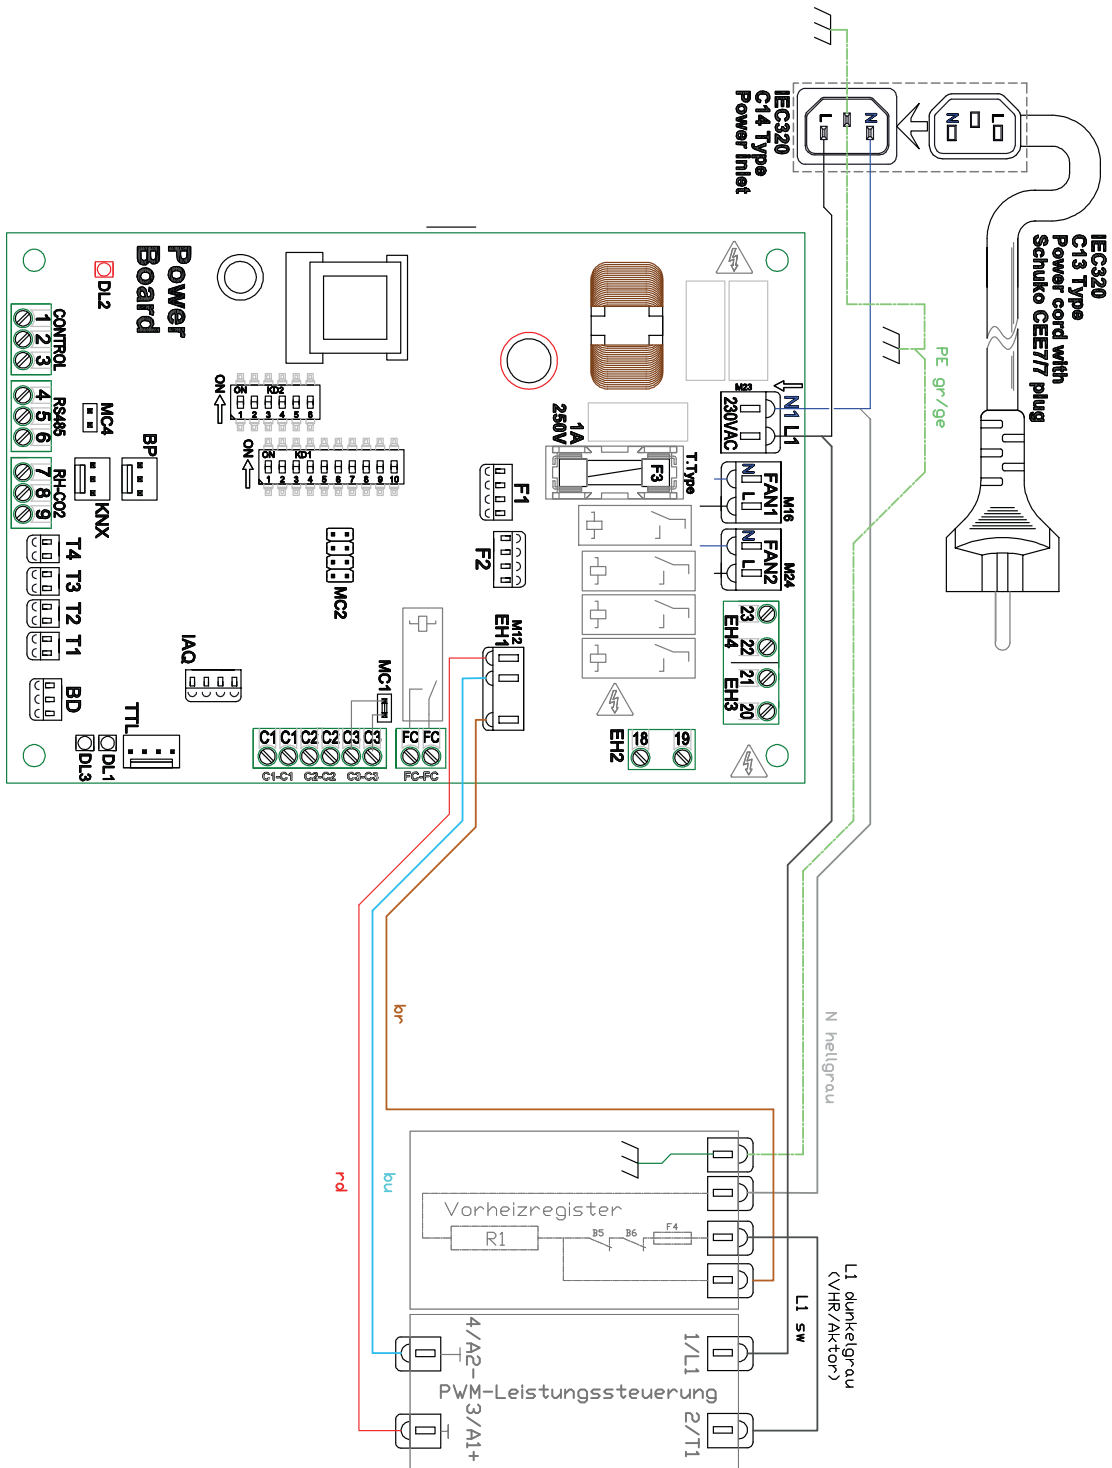 IEC320
C13 Type
Power cord with
Schuko CEE7/7 plug
IEC320
C14 Type
Power inlet
L
N
N
L
PE gr/ge
Power
Board
DL2
CONTROL
1
2
3
RS485
4
5
6
RH-CO2
7
8
9
MC4
BP
KNX
T4
T3
T2
T1
BD
TTL
DL1
DL3
IAQ
ON
ON
KD2
1 2 3 4 5 6
ON
ON
KD1
1 2 3 4 5 6 7 8 9 10
F1
F2
MC2
MC1
M12
EH1
1A
250V
T.Type
F3
M23
N1 L1
230VAC
M16
FAN1
N
L
M24
FAN2
N
L
23
22
EH4
21
20
EH3
18
19
EH2
C1 C1 C2 C2 C3 C3
C1-C1 C2-C2 C3-C3
FC FC
FC-FC
br
bu
rd
N hellgrau
L1 sw
L1 dunkelgrau
(VHR/Aktor)
Vorheizregister
R1
B5
B6
F4
PWM-Leistungssteuerung
1/L1
2/T1
4/A2-
3/A1+